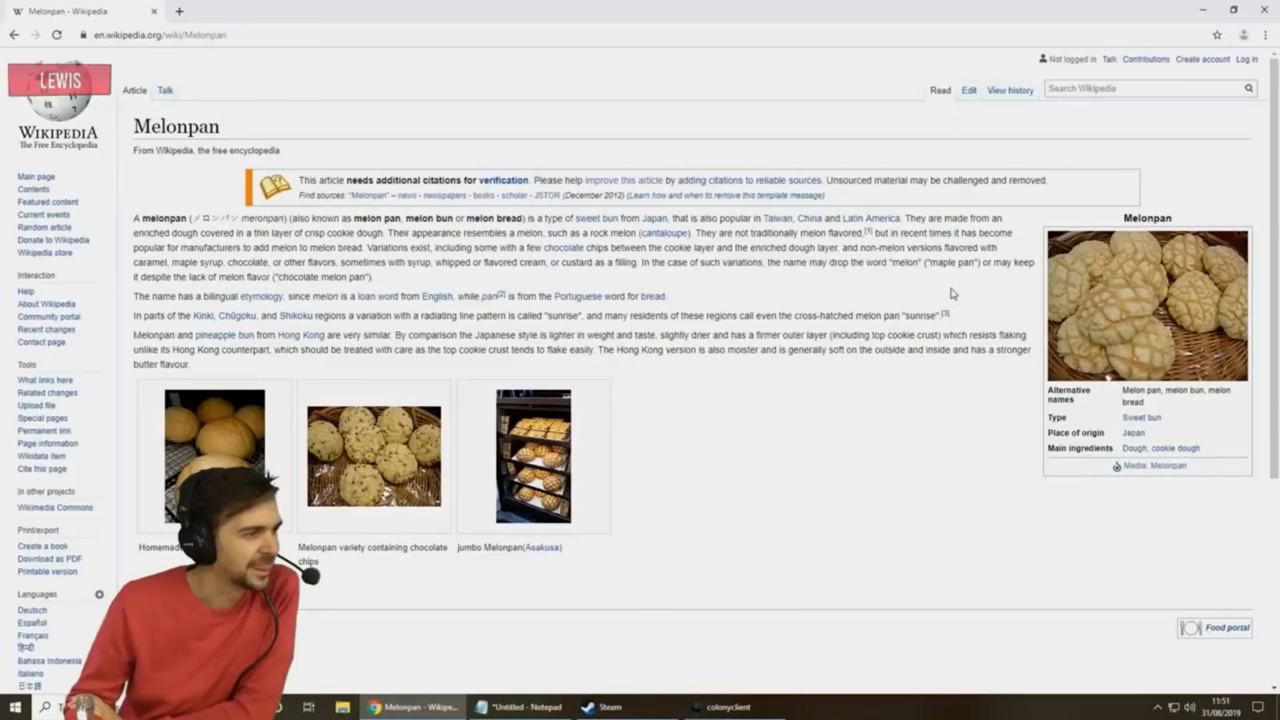 Melonpan - Wikipedia
en.wikipedia.org/wiki/Melonpan
LEWIS
WIKIPEDIA
The Free Encyclopedia
Not logged in Talk Contributions Create account Log in
Article Talk
Read Edit View history
Search Wikipedia
Melonpan
From Wikipedia, the free encyclopedia
This article needs additional citations for verification. Please help improve this article by adding citations to reliable sources. Unsourced material may be challenged and removed.
Find sources: "Melonpan" – news · newspapers · books · scholar · JSTOR (December 2012) (Learn how and when to remove this template message)
A melonpan (メロンパン meronpan) (also known as melon pan, melon bun or melon bread) is a type of sweet bun from Japan, that is also popular in Taiwan, China and Latin America. They are made from an
enriched dough covered in a thin layer of crisp cookie dough. Their appearance resembles a melon, such as a rock melon (cantaloupe). They are not traditionally melon flavored,[1] but in recent times it has become
popular for manufacturers to add melon to melon bread. Variations exist, including some with a few chocolate chips between the cookie layer and the enriched dough layer, and non-melon versions flavored with
caramel, maple syrup, chocolate, or other flavors, sometimes with syrup, whipped or flavored cream, or custard as a filling. In the case of such variations, the name may drop the word "melon" ("maple pan") or may keep
it despite the lack of melon flavor ("chocolate melon pan").
The name has a bilingual etymology, since melon is a loan word from English, while pan[2] is from the Portuguese word for bread.
In parts of the Kinki, Chūgoku, and Shikoku regions a variation with a radiating line pattern is called "sunrise", and many residents of these regions call even the cross-hatched melon pan "sunrise".[3]
Melonpan and pineapple bun from Hong Kong are very similar. By comparison the Japanese style is lighter in weight and taste, slightly drier and has a firmer outer layer (including top cookie crust) which resists flaking
unlike its Hong Kong counterpart, which should be treated with care as the top cookie crust tends to flake easily. The Hong Kong version is also moister and is generally soft on the outside and inside and has a stronger
butter flavour.
Homemade
Melonpan variety containing chocolate
chips
jumbo Melonpan(Asakusa)
Melonpan
Alternative names Melon pan, melon bun, melon bread
Type Sweet bun
Place of origin Japan
Main ingredients Dough, cookie dough
Media: Melonpan
Food portal
Main page
Contents
Featured content
Current events
Random article
Donate to Wikipedia
Wikipedia store
Interaction
Help
About Wikipedia
Community portal
Recent changes
Contact page
Tools
What links here
Related changes
Upload file
Special pages
Permanent link
Page information
Wikidata item
Cite this page
In other projects
Wikimedia Commons
Print/export
Create a book
Download as PDF
Printable version
Languages
Deutsch
Español
Français
हिन्दी
Bahasa Indonesia
Italiano
日本語
Melonpan - Wikipe...
*Untitled - Notepad
Steam
colonyclient
11:51
31/08/2019